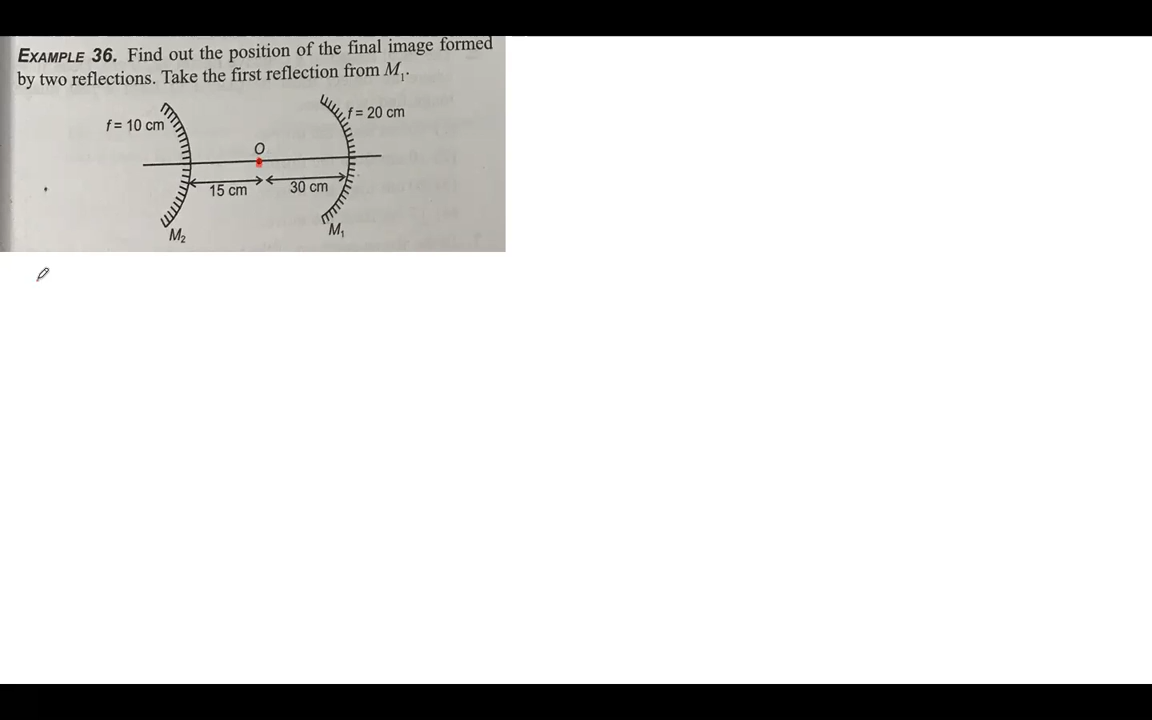 EXAMPLE 36. Find out the position of the final image formed
by two reflections. Take the first reflection from M₁.
f = 20 cm
f = 10 cm
O
15 cm
30 cm
M₂
M₁